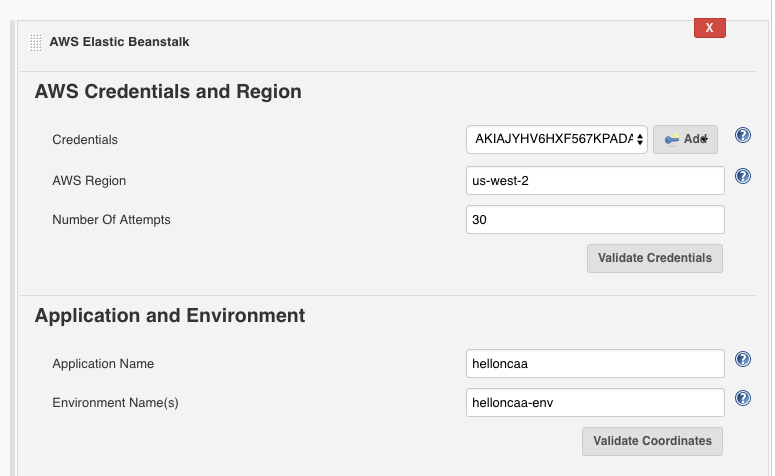 X
AWS Elastic Beanstalk
AWS Credentials and Region
Credentials
AKIAJYHV6HXF567KPADA
Add
?
AWS Region
us-west-2
?
Number Of Attempts
30
Validate Credentials
Application and Environment
Application Name
helloncaa
?
Environment Name(s)
helloncaa-env
?
Validate Coordinates